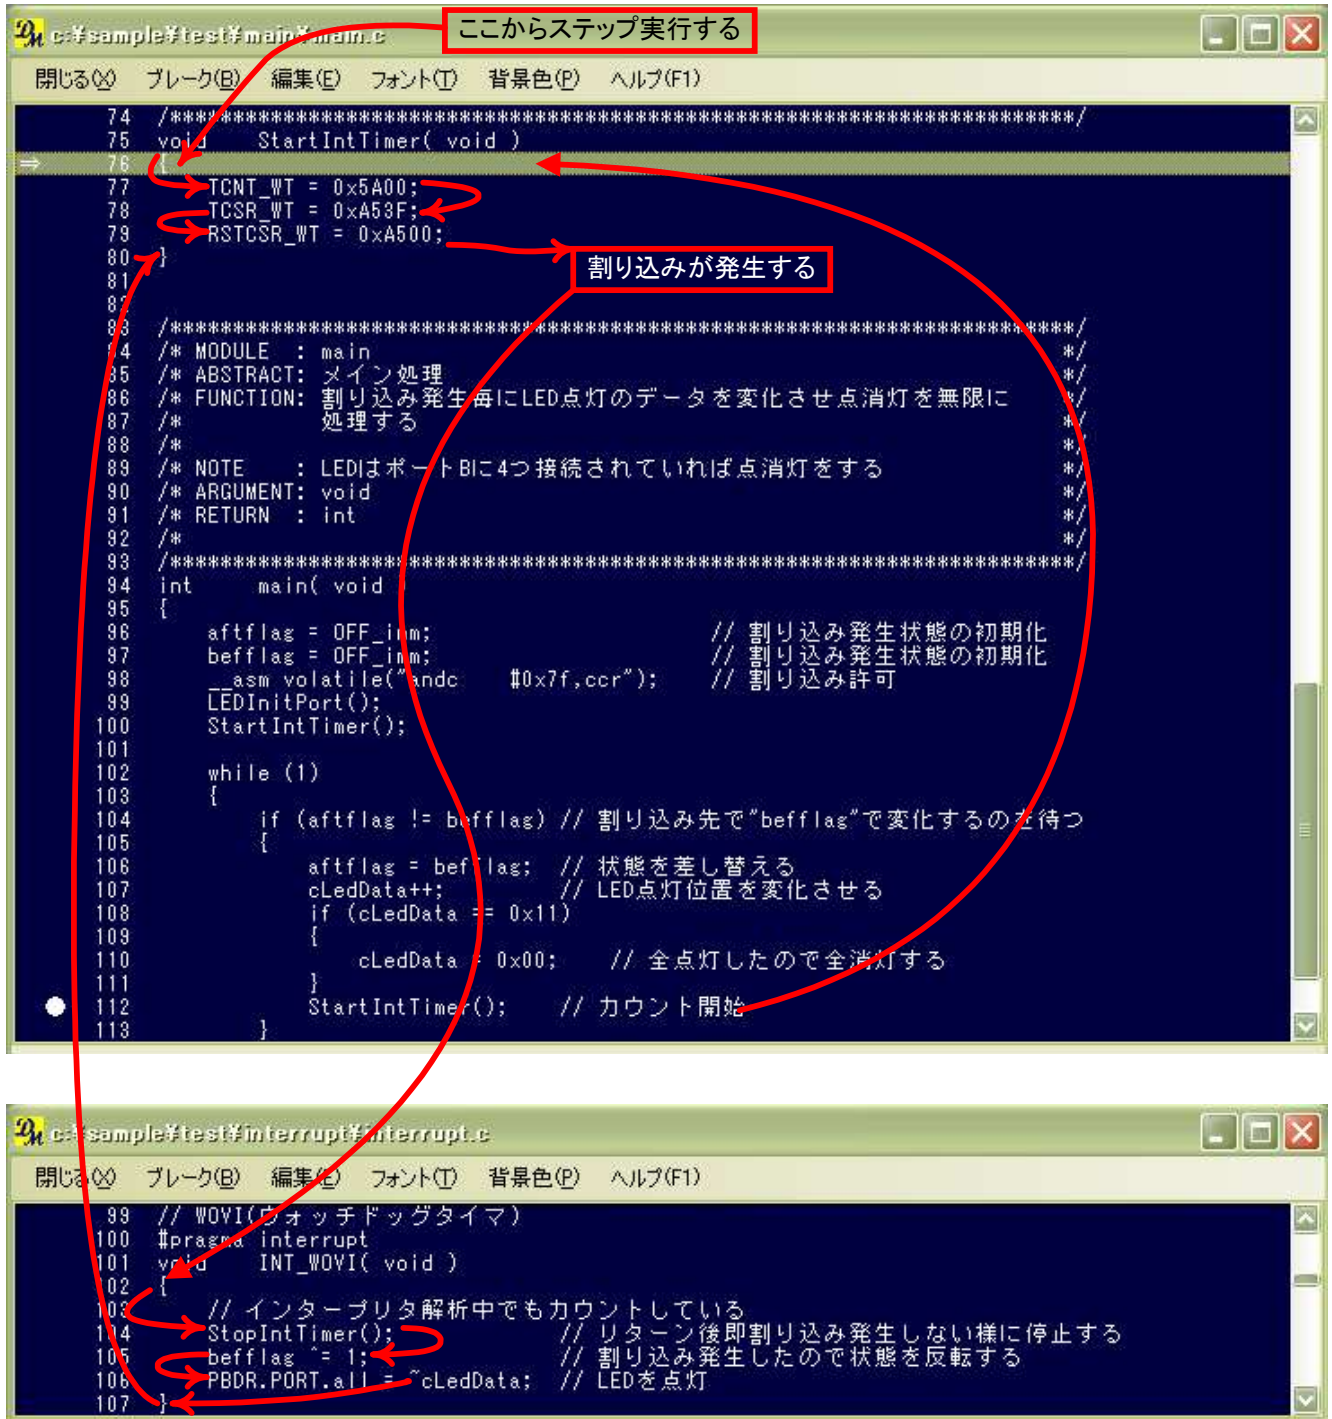 c:¥sample¥test¥main¥main.c
ここからステップ実行する
閉じる(X) ブレーク(B) 編集(E) フォント(T) 背景色(P) ヘルプ(F1)
74 /*************************************************************************/
75 void StartIntTimer( void )
⇒ 76 {
77 TCNT_WT = 0x5A00;
78 TCSR_WT = 0xA53F;
79 RSTCSR_WT = 0xA500;
80 }
割り込みが発生する
81
82
83 /*************************************************************************/
84 /* MODULE : main */
85 /* ABSTRACT: メイン処理 */
86 /* FUNCTION: 割り込み発生毎にLED点灯のデータを変化させ点消灯を無限に */
87 /* 処理する */
88 /* */
89 /* NOTE : LEDはポートBに4つ接続されていれば点消灯をする */
90 /* ARGUMENT: void */
91 /* RETURN : int */
92 /* */
93 /*************************************************************************/
94 int main( void )
95 {
96 aftflag = OFF_imm; // 割り込み発生状態の初期化
97 befflag = OFF_imm; // 割り込み発生状態の初期化
98 __asm volatile("andc #0x7f,ccr"); // 割り込み許可
99 LEDInitPort();
100 StartIntTimer();
101
102 while (1)
103 {
104 if (aftflag != befflag) // 割り込み先で"befflag"で変化するのを待つ
105 {
106 aftflag = befflag; // 状態を差し替える
107 cLedData++; // LED点灯位置を変化させる
108 if (cLedData == 0x11)
109 {
110 cLedData = 0x00; // 全点灯したので全消灯する
111 }
112 StartIntTimer(); // カウント開始
113 }
c:¥sample¥test¥interrupt¥interrupt.c
閉じる(X) ブレーク(B) 編集(E) フォント(T) 背景色(P) ヘルプ(F1)
99 // WOVI(ウォッチドッグタイマ)
100 #pragma interrupt
101 void INT_WOVI( void )
102 {
103 // インタープリタ解析中でもカウントしている
104 StopIntTimer(); // リターン後即割り込み発生しない様に停止する
105 befflag ^= 1; // 割り込み発生したので状態を反転する
106 PBDR.PORT.all = ~cLedData; // LEDを点灯
107 }